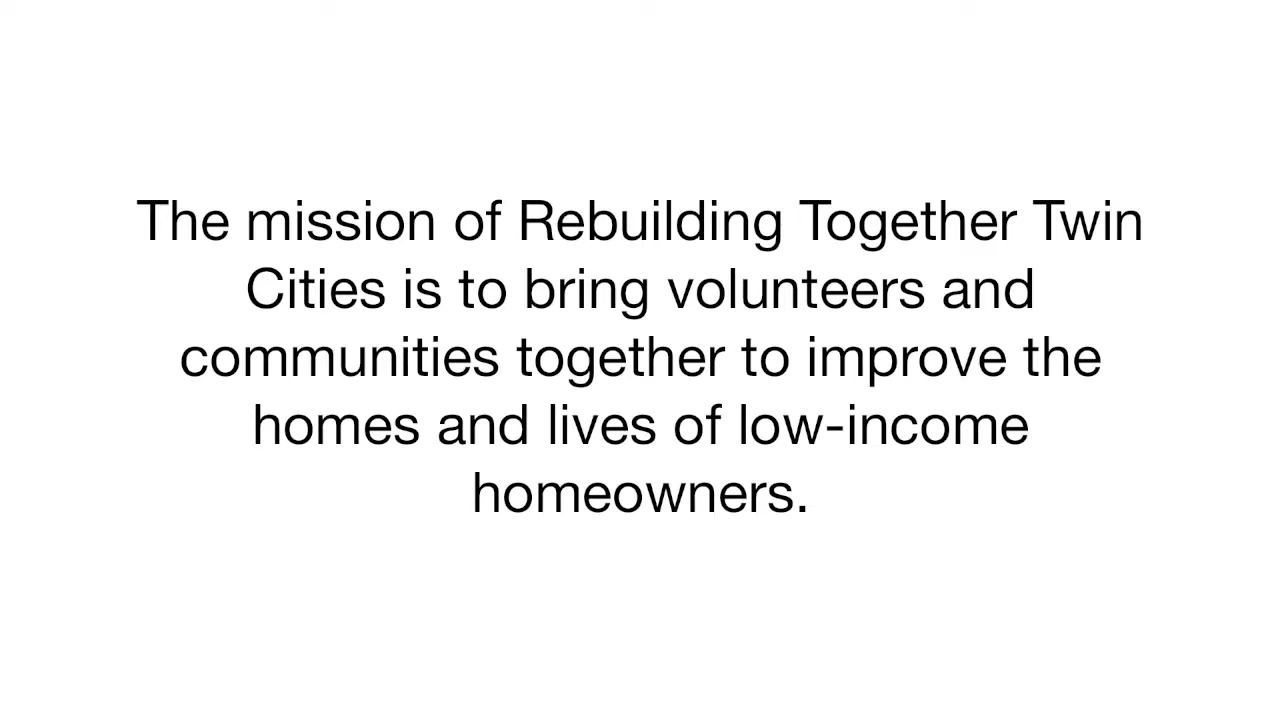 The mission of Rebuilding Together Twin
Cities is to bring volunteers and
communities together to improve the
homes and lives of low-income
homeowners.